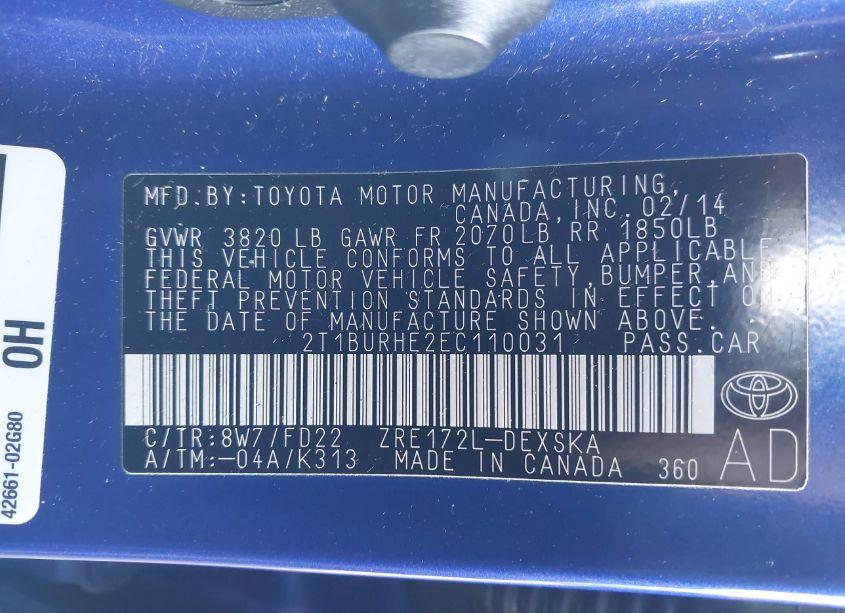 MFD.BY:TOYOTA MOTOR MANUFACTURING,
CANADA,INC. 02/14
GVWR 3820 LB GAWR FR 2070LB RR 1850LB
THIS VEHICLE CONFORMS TO ALL APPLICABLE
FEDERAL MOTOR VEHICLE SAFETY,BUMPER,AND
THEFT PREVENTION STANDARDS IN EFFECT ON
THE DATE OF MANUFACTURE SHOWN ABOVE.
2T1BURHE2EC110031 PASS.CAR
C/TR:8W7/FD22 ZRE172L-DEXSKA
A/TM:-04A/K313 MADE IN CANADA 360
AD
0H
42661-02G80